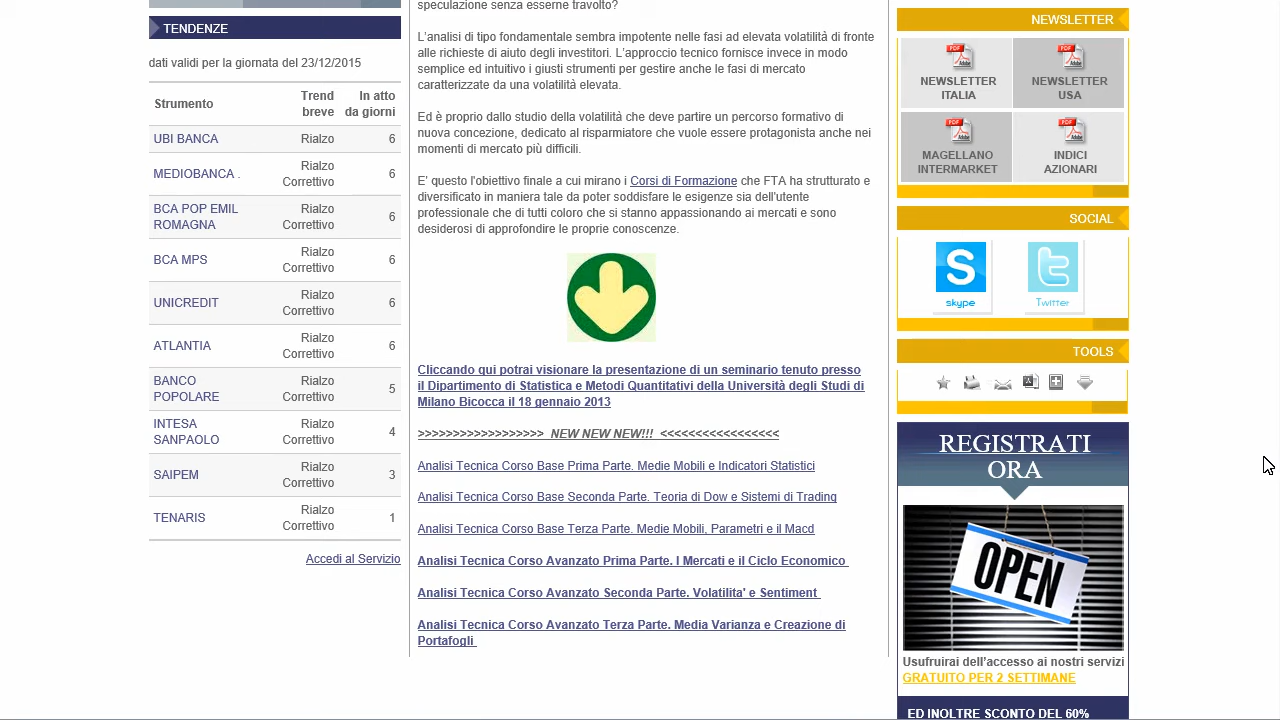 TENDENZE
dati validi per la giornata del 23/12/2015
Strumento Trend breve In atto da giorni
UBI BANCA Rialzo 6
MEDIOBANCA . Rialzo Correttivo 6
BCA POP EMIL ROMAGNA Rialzo Correttivo 6
BCA MPS Rialzo Correttivo 6
UNICREDIT Rialzo Correttivo 6
ATLANTIA Rialzo Correttivo 6
BANCO POPOLARE Rialzo Correttivo 5
INTESA SANPAOLO Rialzo Correttivo 4
SAIPEM Rialzo Correttivo 3
TENARIS Rialzo Correttivo 1
Accedi al Servizio
speculazione senza esserne travolto?
L'analisi di tipo fondamentale sembra impotente nelle fasi ad elevata volatilità di fronte
alle richieste di aiuto degli investitori. L'approccio tecnico fornisce invece in modo
semplice ed intuitivo i giusti strumenti per gestire anche le fasi di mercato
caratterizzate da una volatilità elevata.
Ed è proprio dallo studio della volatilità che deve partire un percorso formativo di
nuova concezione, dedicato al risparmiatore che vuole essere protagonista anche nei
momenti di mercato più difficili.
E' questo l'obiettivo finale a cui mirano i Corsi di Formazione che FTA ha strutturato e
diversificato in maniera tale da poter soddisfare le esigenze sia dell'utente
professionale che di tutti coloro che si stanno appassionando ai mercati e sono
desiderosi di approfondire le proprie conoscenze.
Cliccando qui potrai visionare la presentazione di un seminario tenuto presso
il Dipartimento di Statistica e Metodi Quantitativi della Università degli Studi di
Milano Bicocca il 18 gennaio 2013
>>>>>>>>>>>>>>>>>> NEW NEW NEW!!! <<<<<<<<<<<<<<<<<
Analisi Tecnica Corso Base Prima Parte. Medie Mobili e Indicatori Statistici
Analisi Tecnica Corso Base Seconda Parte. Teoria di Dow e Sistemi di Trading
Analisi Tecnica Corso Base Terza Parte. Medie Mobili, Parametri e il Macd
Analisi Tecnica Corso Avanzato Prima Parte. I Mercati e il Ciclo Economico
Analisi Tecnica Corso Avanzato Seconda Parte. Volatilita' e Sentiment
Analisi Tecnica Corso Avanzato Terza Parte. Media Varianza e Creazione di
Portafogli
NEWSLETTER
PDF Adobe
NEWSLETTER
ITALIA
PDF Adobe
NEWSLETTER
USA
PDF Adobe
MAGELLANO
INTERMARKET
PDF Adobe
INDICI
AZIONARI
SOCIAL
S
skype
t
Twitter
TOOLS
REGISTRATI
ORA
OPEN
Usufruirai dell'accesso ai nostri servizi
GRATUITO PER 2 SETTIMANE
ED INOLTRE SCONTO DEL 60%